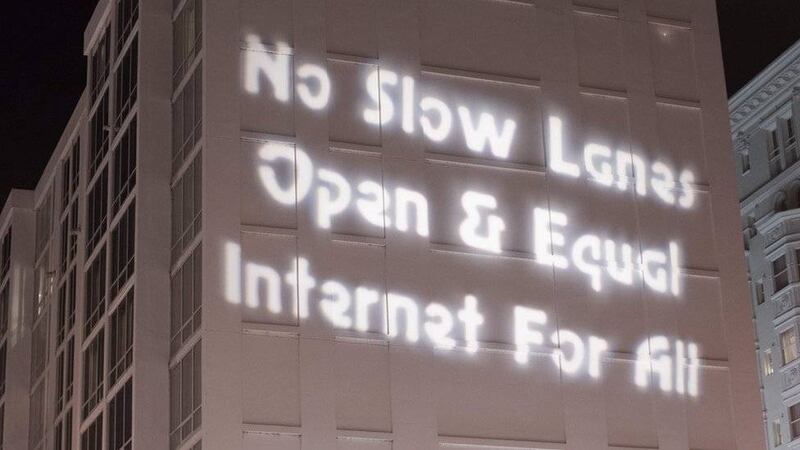 No Slow Lanes
Open & Equal
Internet For All